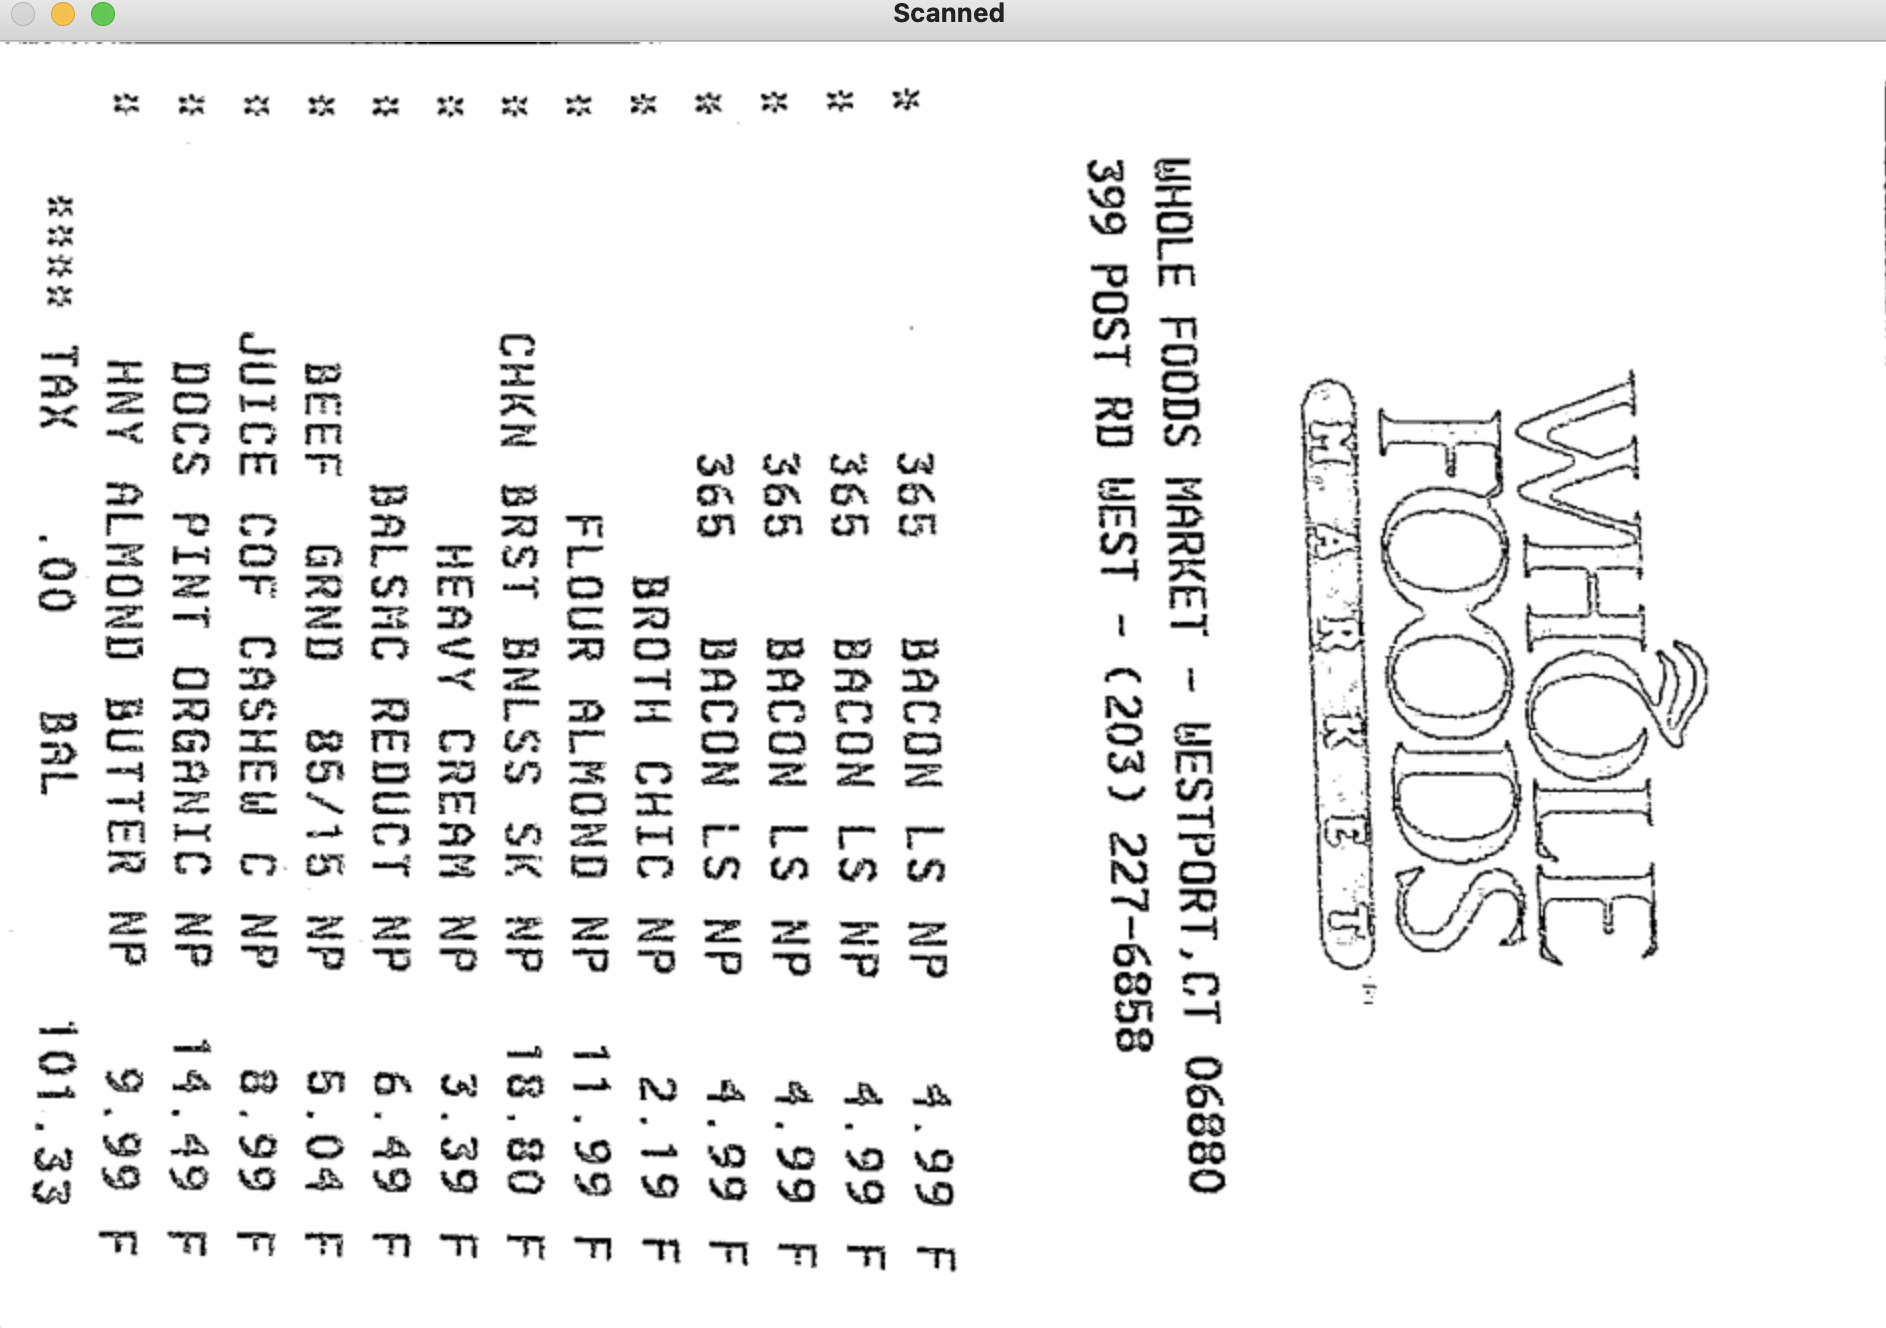 Scanned
WHOLE
FOODS
MARKET
WHOLE FOODS MARKET - WESTPORT,CT 06880
399 POST RD WEST - (203) 227-6858
* 365 BACON LS NP 4.99 F
* 365 BACON LS NP 4.99 F
* 365 BACON LS NP 4.99 F
* 365 BACON LS NP 4.99 F
* BROTH CHIC NP 2.19 F
* FLOUR ALMOND NP 11.99 F
* CHKN BRST BNLSS SK NP 18.80 F
* HEAVY CREAM NP 3.39 F
* BALSMC REDUCT NP 6.49 F
* BEEF GRND 85/15 NP 5.04 F
* JUICE COF CASHEW C NP 8.99 F
* DOCS PINT ORGANIC NP 14.49 F
* HNY ALMOND BUTTER NP 9.99 F
**** TAX .00 BAL 101.33